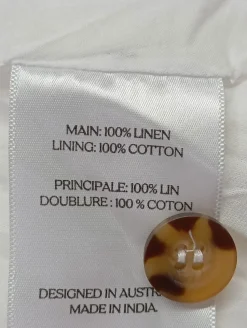 MAIN: 100% LINEN
LINING: 100% COTTON
PRINCIPALE: 100% LIN
DOUBLURE : 100 % COTON
DESIGNED IN
MADE IN INDIA.